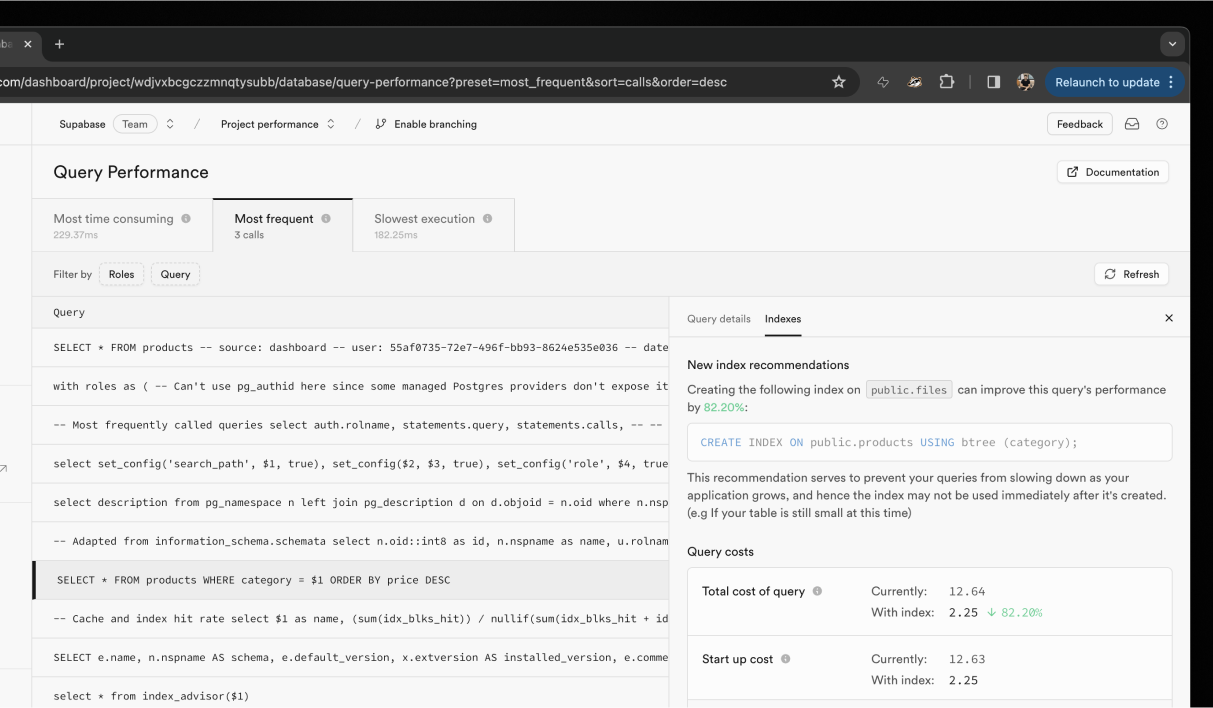 ba
com/dashboard/project/wdjvxbcgczzmnqtysubb/database/query-performance?preset=most_frequent&sort=calls&order=desc
Relaunch to update
Supabase Team / Project performance / Enable branching
Feedback
Query Performance
Documentation
Most time consuming
229.37ms
Most frequent
3 calls
Slowest execution
182.25ms
Filter by Roles Query
Refresh
Query
SELECT * FROM products -- source: dashboard -- user: 55af0735-72e7-496f-bb93-8624e535e036 -- date
with roles as ( -- Can't use pg_authid here since some managed Postgres providers don't expose it
-- Most frequently called queries select auth.rolname, statements.query, statements.calls, -- --
select set_config('search_path', $1, true), set_config($2, $3, true), set_config('role', $4, true
select description from pg_namespace n left join pg_description d on d.objoid = n.oid where n.nsp
-- Adapted from information_schema.schemata select n.oid::int8 as id, n.nspname as name, u.rolnam
SELECT * FROM products WHERE category = $1 ORDER BY price DESC
-- Cache and index hit rate select $1 as name, (sum(idx_blks_hit)) / nullif(sum(idx_blks_hit + id
SELECT e.name, n.nspname AS schema, e.default_version, x.extversion AS installed_version, e.comme
select * from index_advisor($1)
Query details Indexes
New index recommendations
Creating the following index on public.files can improve this query's performance
by 82.20%:
CREATE INDEX ON public.products USING btree (category);
This recommendation serves to prevent your queries from slowing down as your
application grows, and hence the index may not be used immediately after it's created.
(e.g If your table is still small at this time)
Query costs
Total cost of query
Currently: 12.64
With index: 2.25 ↓ 82.20%
Start up cost
Currently: 12.63
With index: 2.25